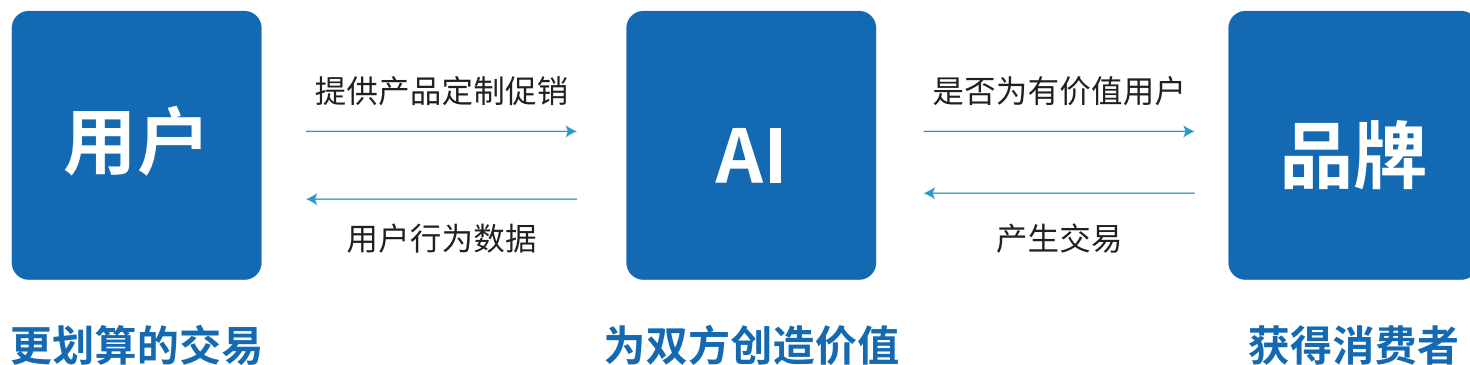 用户
提供产品定制促销
用户行为数据
AI
是否为有价值用户
产生交易
品牌
更划算的交易
为双方创造价值
获得消费者